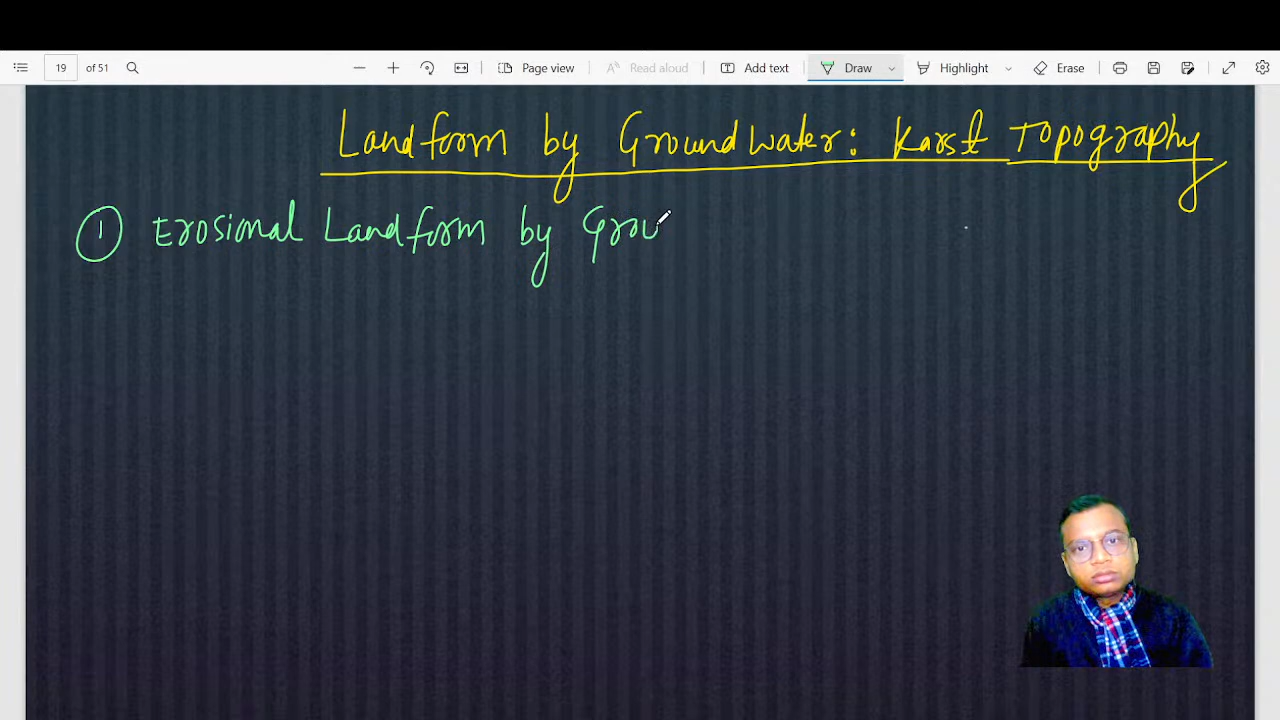 19 of 51 Page view Read aloud Add text Draw Highlight Erase
Landform by Groundwater: Karst Topography
① Erosional Landform by Grou